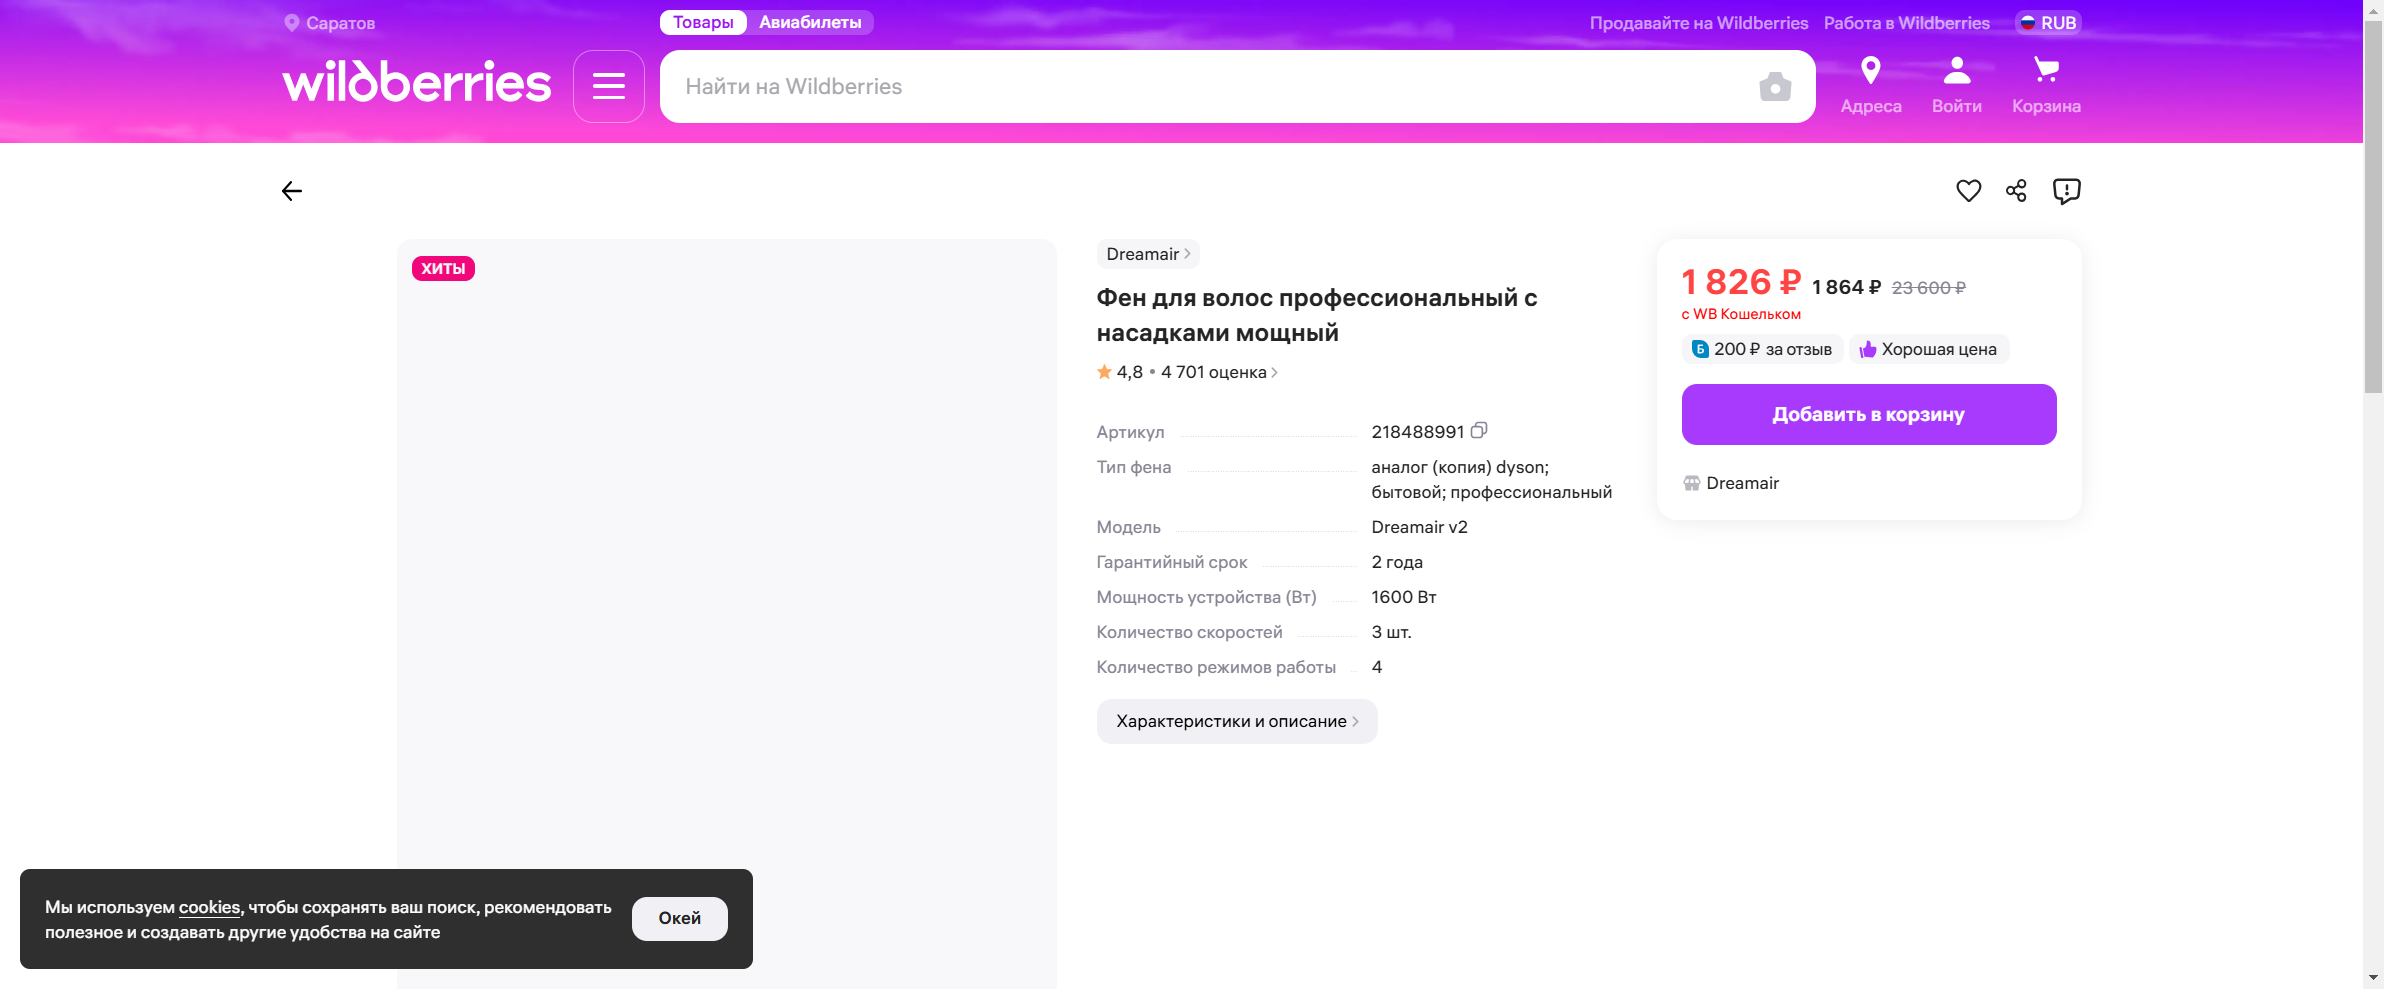 Саратов
Товары Авиабилеты
Продавайте на Wildberries Работа в Wildberries RUB
wildberries
Найти на Wildberries
Адреса Войти Корзина
ХИТЫ
Dreamair
Фен для волос профессиональный с
насадками мощный
4,8 • 4 701 оценка
Артикул 218488991
Тип фена аналог (копия) dyson;
бытовой; профессиональный
Модель Dreamair v2
Гарантийный срок 2 года
Мощность устройства (Вт) 1600 Вт
Количество скоростей 3 шт.
Количество режимов работы 4
Характеристики и описание
1 826 ₽ 1 864 ₽ 23 600 ₽
с WB Кошельком
Б 200 ₽ за отзыв Хорошая цена
Добавить в корзину
Dreamair
Мы используем cookies, чтобы сохранять ваш поиск, рекомендовать
полезное и создавать другие удобства на сайте
Окей